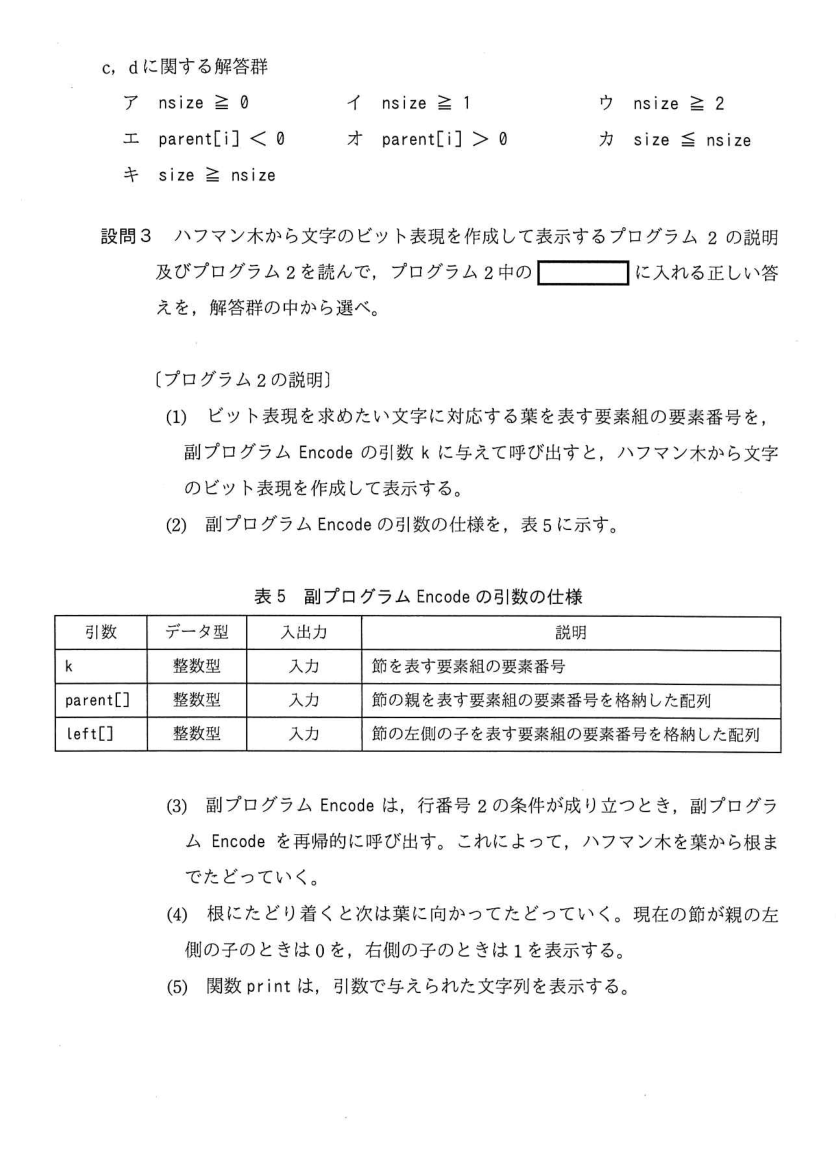 c，dに関する解答群
ア　nsize ≧ 0　　イ　nsize ≧ 1　　ウ　nsize ≧ 2
エ　parent[i] ＜ 0　　オ　parent[i] ＞ 0　　カ　size ≦ nsize
キ　size ≧ nsize
設問3　ハフマン木から文字のビット表現を作成して表示するプログラム 2 の説明
及びプログラム 2 を読んで，プログラム 2 中の　　　　に入れる正しい答
えを，解答群の中から選べ。
〔プログラム 2 の説明〕
(1)　ビット表現を求めたい文字に対応する葉を表す要素組の要素番号を，
副プログラム Encode の引数 k に与えて呼び出すと，ハフマン木から文字
のビット表現を作成して表示する。
(2)　副プログラム Encode の引数の仕様を，表 5 に示す。
表 5　副プログラム Encode の引数の仕様
引数　データ型　入出力　説明
k　整数型　入力　節を表す要素組の要素番号
parent[]　整数型　入力　節の親を表す要素組の要素番号を格納した配列
left[]　整数型　入力　節の左側の子を表す要素組の要素番号を格納した配列
(3)　副プログラム Encode は，行番号 2 の条件が成り立つとき，副プログラ
ム Encode を再帰的に呼び出す。これによって，ハフマン木を葉から根ま
でたどっていく。
(4)　根にたどり着くと次は葉に向かってたどっていく。現在の節が親の左
側の子のときは 0 を，右側の子のときは 1 を表示する。
(5)　関数 print は，引数で与えられた文字列を表示する。